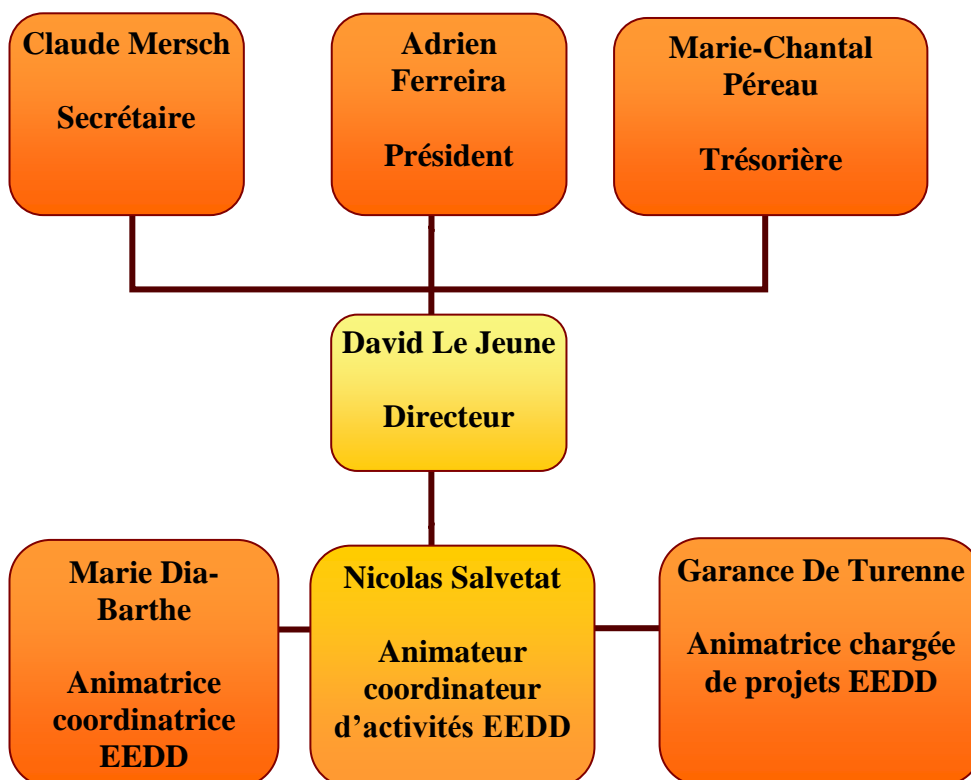 Claude Mersch
Secrétaire
Adrien
Ferreira
Président
Marie-Chantal
Péreau
Trésorière
David Le Jeune
Directeur
Marie Dia-
Barthe
Animatrice
coordinatrice
EEDD
Nicolas Salvetat
Animateur
coordinateur
d’activités EEDD
Garance De Turenne
Animatrice chargée
de projets EEDD